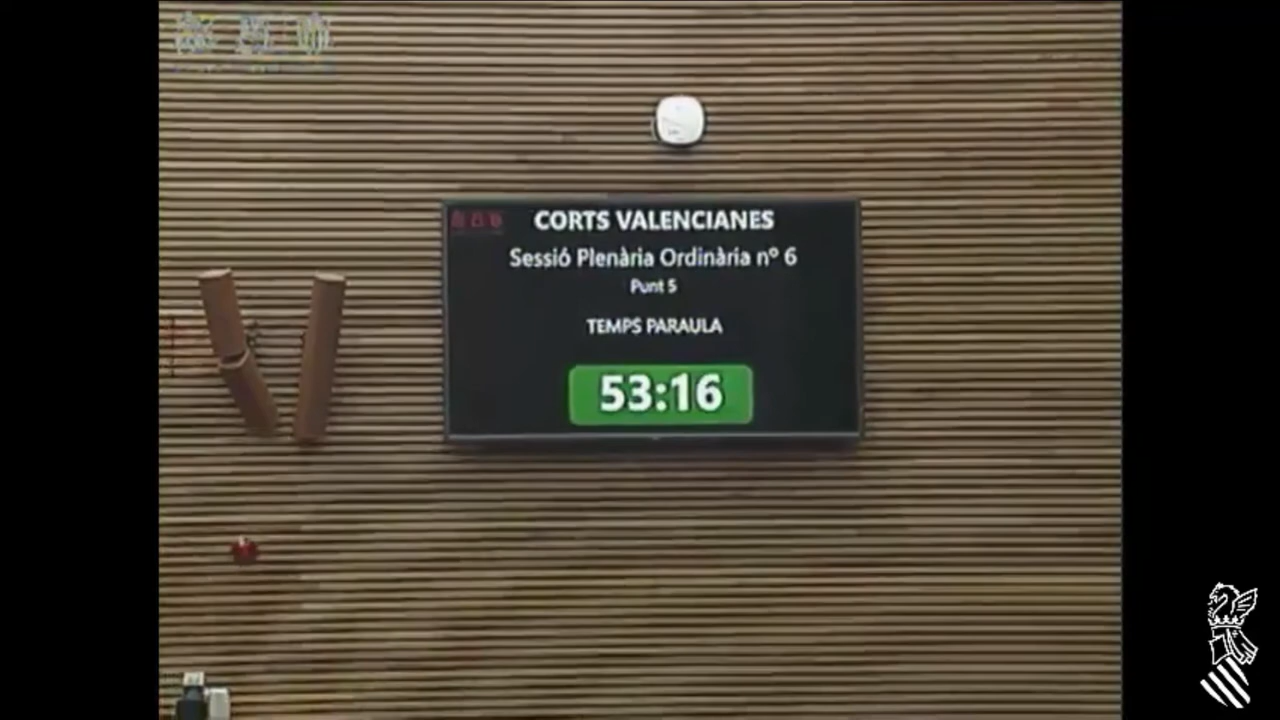 CORTS VALENCIANES
Sessió Plenària Ordinària nº 6
Punt 5
TEMPS PARAULA
53:16